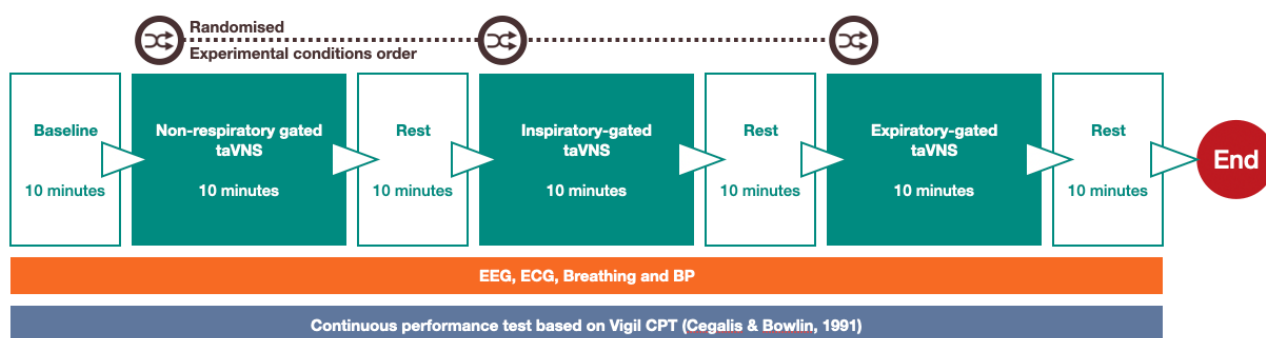 Randomised
Experimental conditions order
Baseline
10 minutes
Non-respiratory gated
taVNS
10 minutes
Rest
10 minutes
Inspiratory-gated
taVNS
10 minutes
Rest
10 minutes
Expiratory-gated
taVNS
10 minutes
Rest
10 minutes
End
EEG, ECG, Breathing and BP
Continuous performance test based on Vigil CPT (Cegalis & Bowlin, 1991)